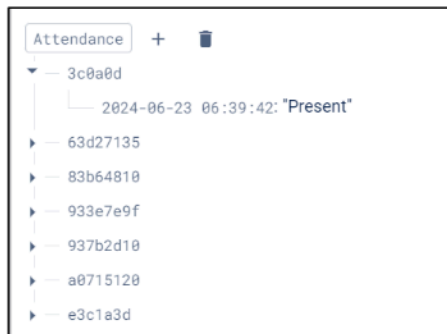 Attendance
3c0a0d
2024-06-23 06:39:42: "Present"
63d27135
83b64810
933e7e9f
937b2d10
a0715120
e3c1a3d